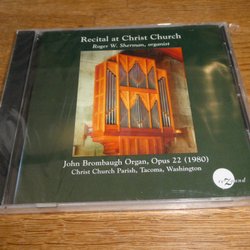 Recital at Christ Church
Roger W. Sherman, organist
John Brombaugh Organ, Opus 22 (1980)
Christ Church Parish, Tacoma, Washington